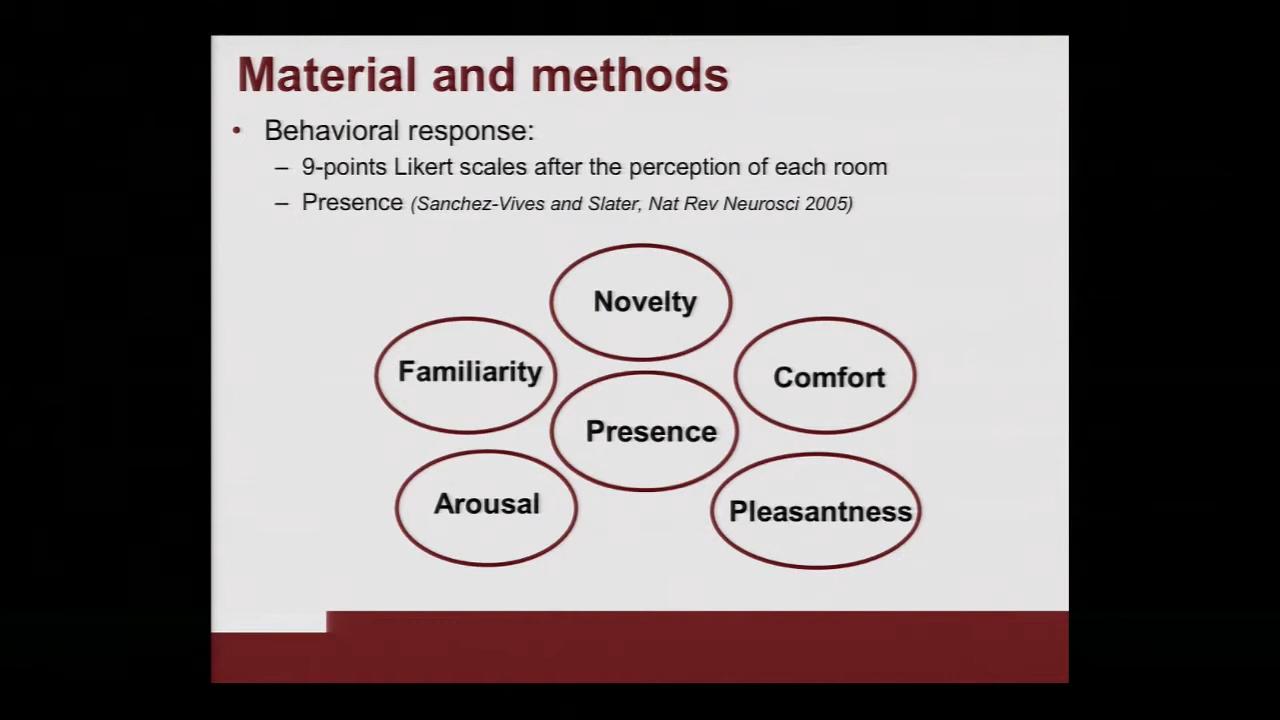 Material and methods
• Behavioral response:
– 9-points Likert scales after the perception of each room
– Presence (Sanchez-Vives and Slater, Nat Rev Neurosci 2005)
Novelty
Familiarity
Comfort
Presence
Arousal
Pleasantness